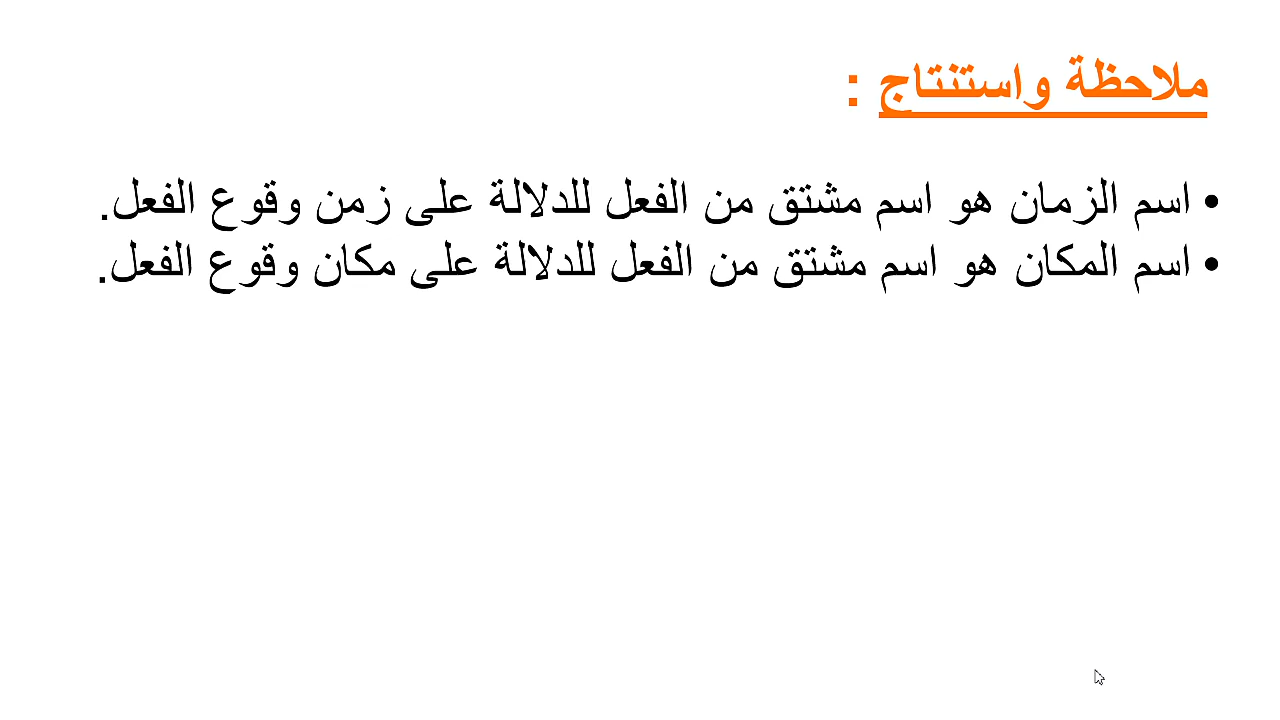 ملاحظة واستنتاج :
• اسم الزمان هو اسم مشتق من الفعل للدلالة على زمن وقوع الفعل.
• اسم المكان هو اسم مشتق من الفعل للدلالة على مكان وقوع الفعل.